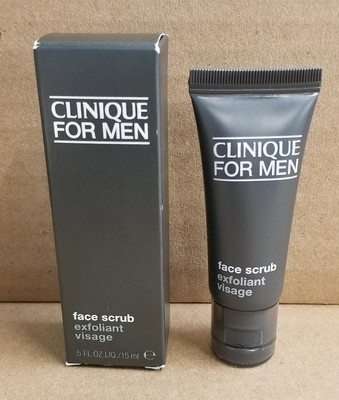 CLINIQUE
FOR MEN
face scrub
exfoliant
visage
.5 FL.OZ.LIQ./15 ml ℮
CLINIQUE
FOR MEN
face scrub
exfoliant
visage